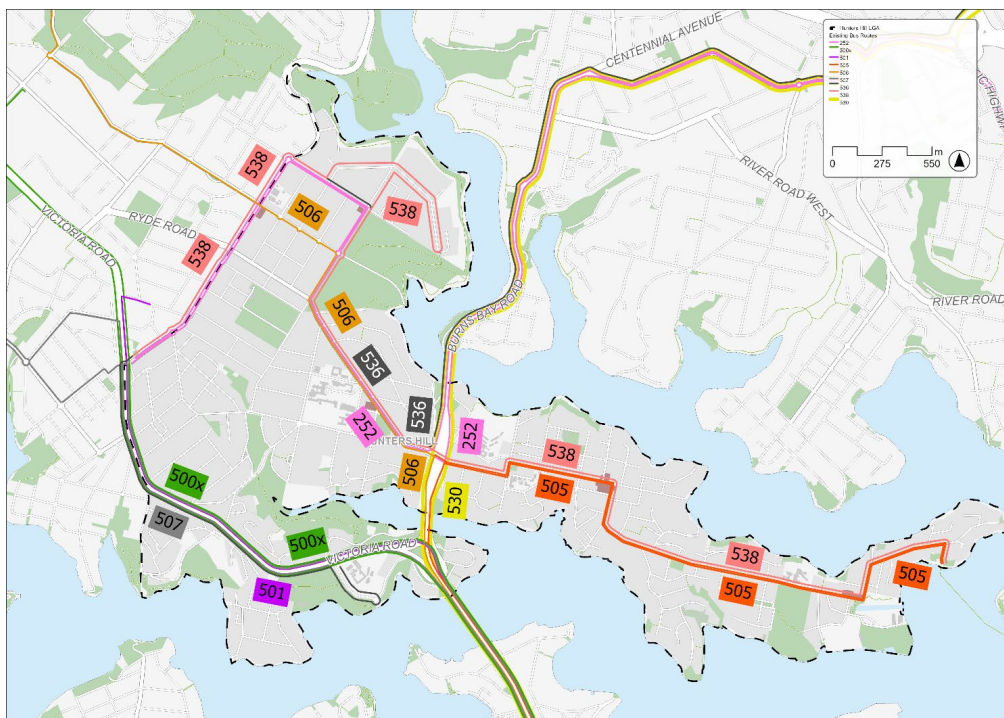 CENTENNIAL AVENUE
Hunters Hill LGA
Existing Bus Routes
252
500x
501
505
506
507
536
538
530
0 275 550 m
RIVER ROAD WEST
RIVER ROAD
VICTORIA ROAD
RYDE ROAD
538
506
538
538
BURNS BAY ROAD
506
536
536
252
252
506
530
538
505
500x
507
500x
VICTORIA ROAD
501
538
505
505